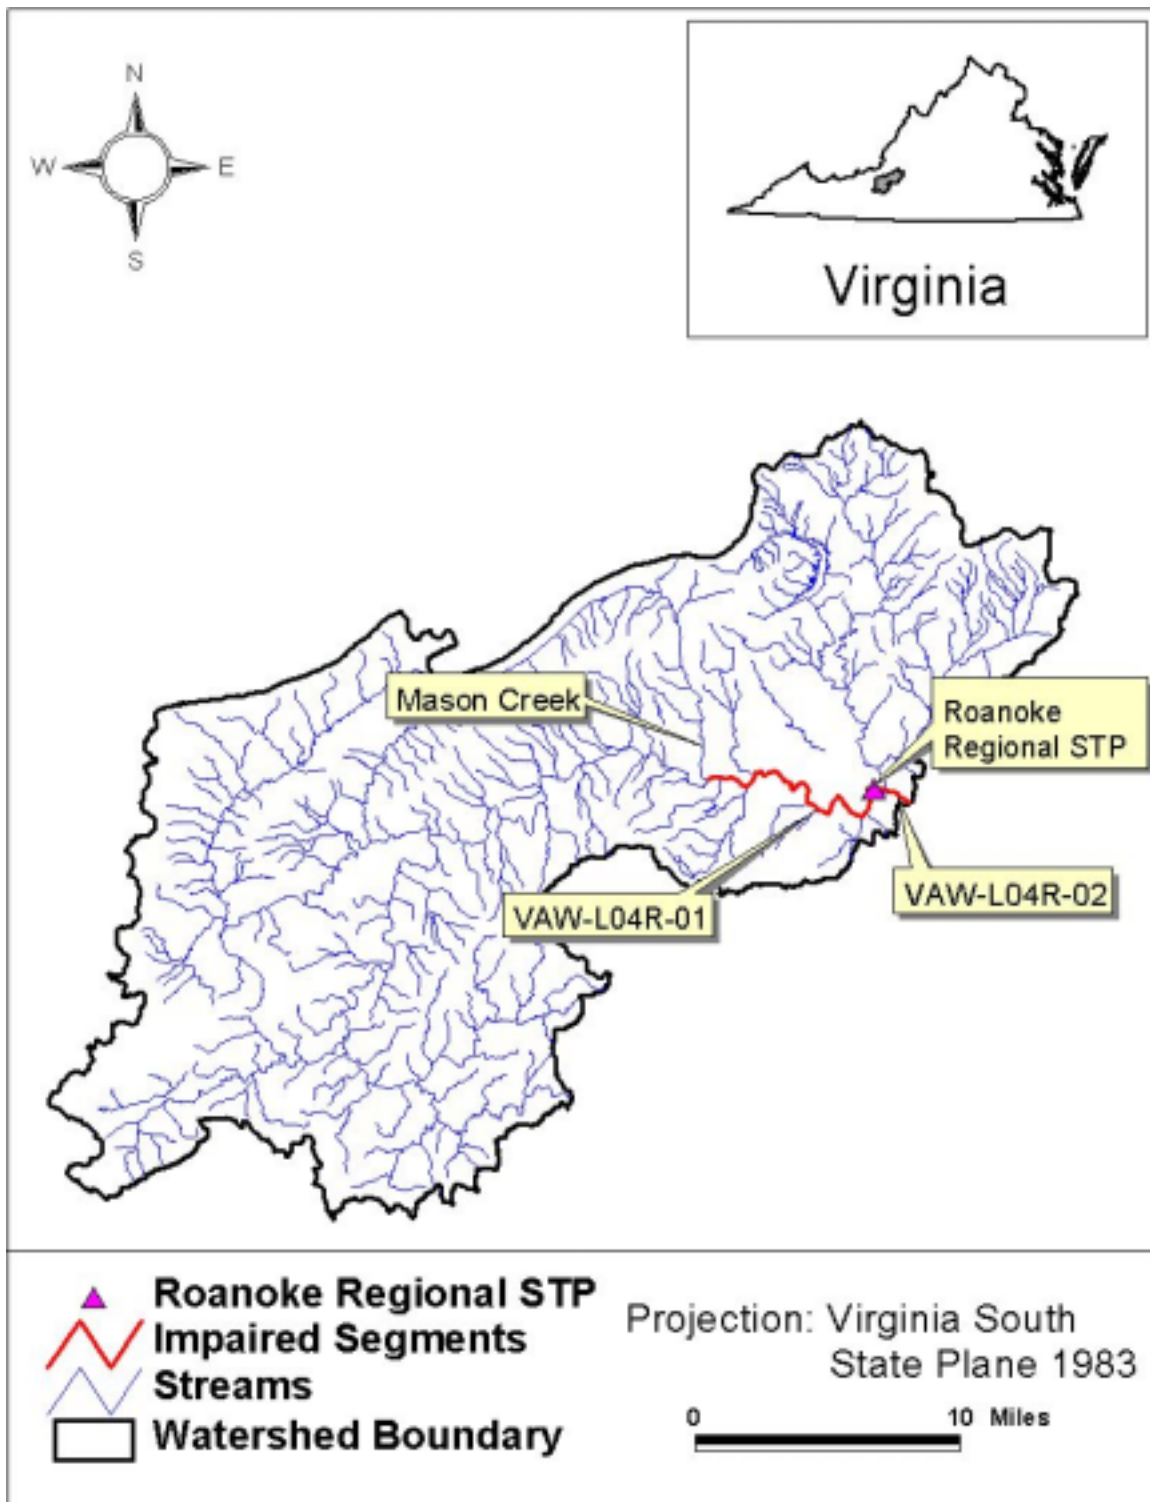 N
W E
S
Virginia
Mason Creek
Roanoke
Regional STP
VAW-L04R-01
VAW-L04R-02
Roanoke Regional STP
Impaired Segments
Streams
Watershed Boundary
Projection: Virginia South
State Plane 1983
0 10 Miles